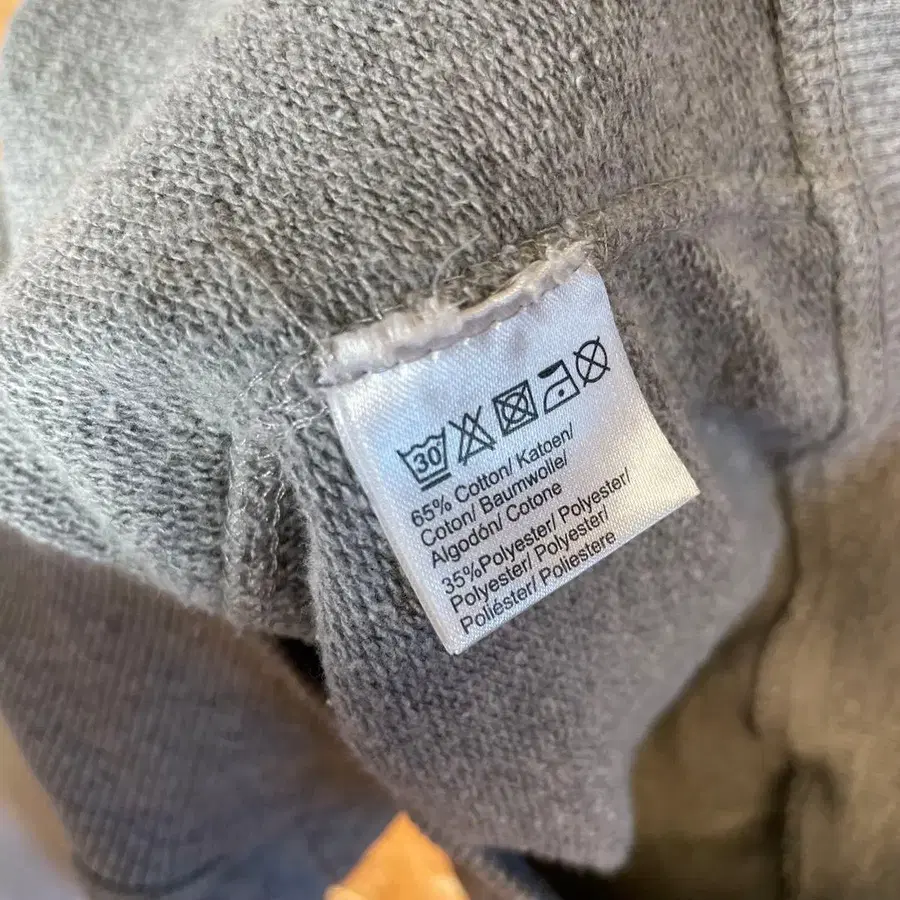 30
65% Cotton/ Katoen/
Coton/ Baumwolle/
Algodón/ Cotone
35%Polyester/ Polyester/
Polyester/ Polyester/
Poliéster/ Poliestere